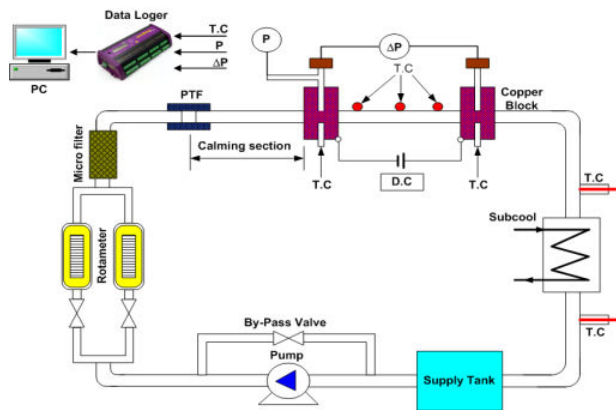 Data Loger
T.C
P
ΔP
PC
P
ΔP
T.C
PTF
Copper
Block
Micro filter
Calming section
T.C
D.C
T.C
T.C
Subcool
Rotameter
T.C
By-Pass Valve
Pump
Supply Tank